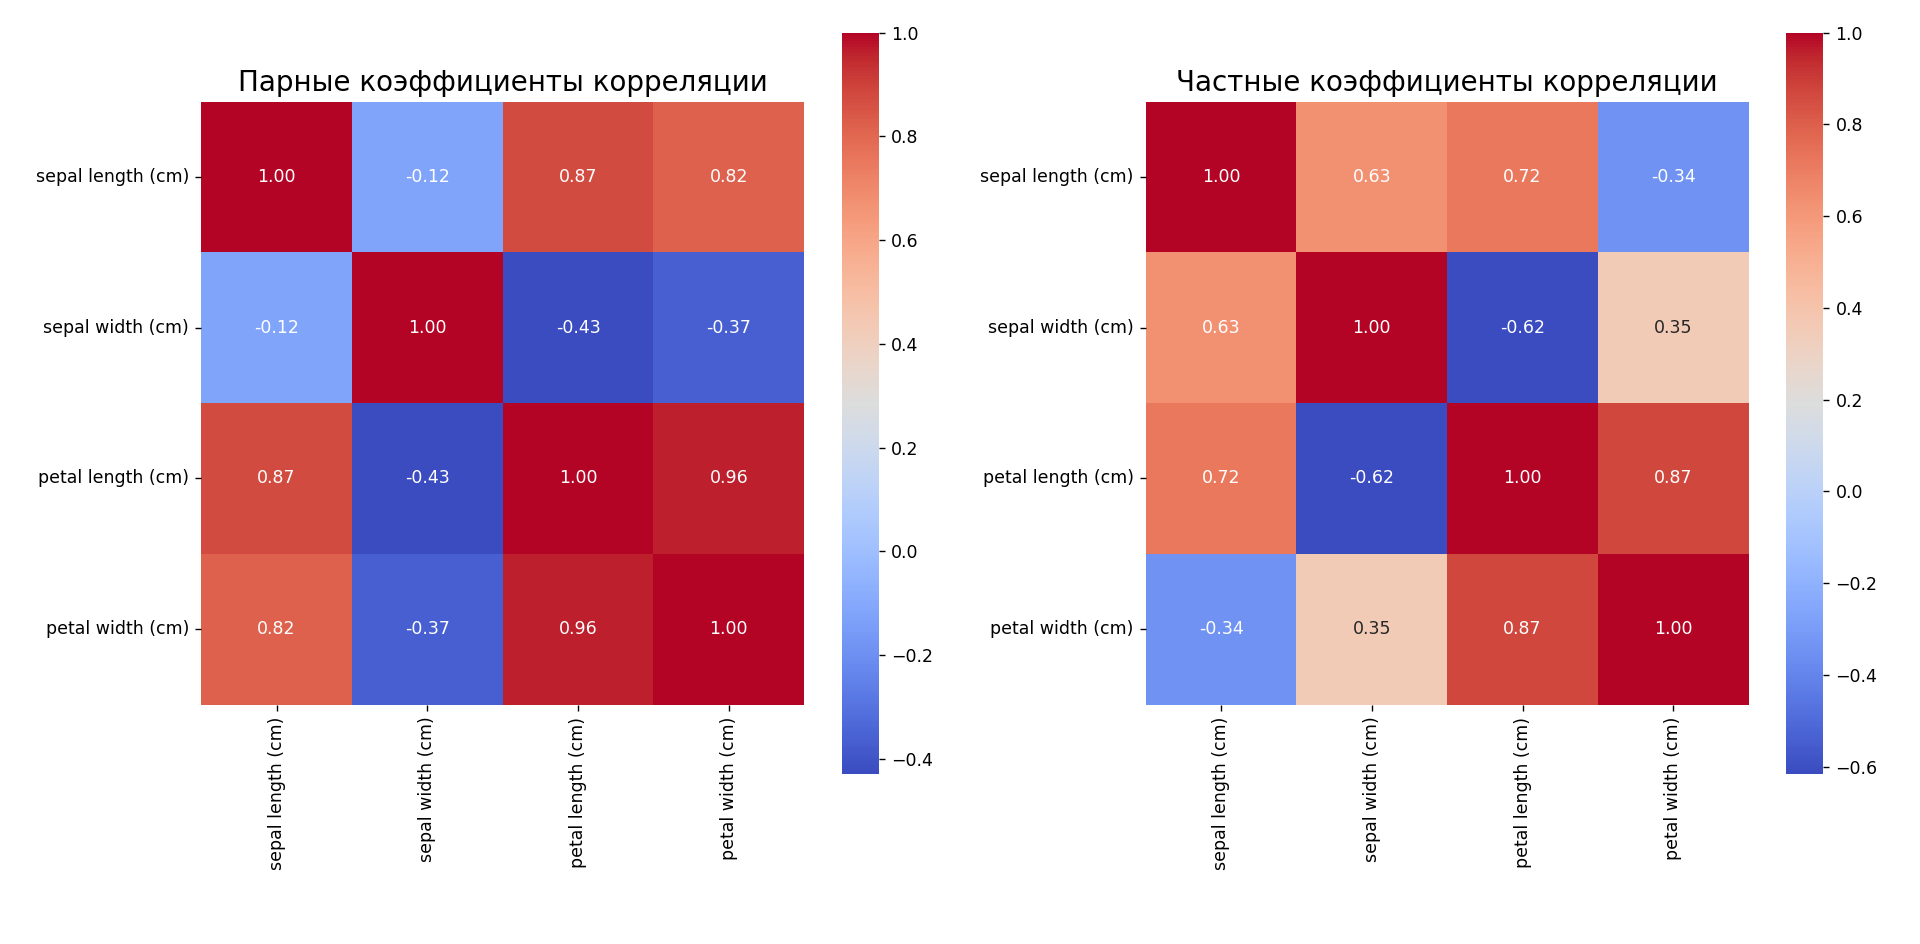 Парные коэффициенты корреляции
sepal length (cm) 1.00 -0.12 0.87 0.82
sepal width (cm) -0.12 1.00 -0.43 -0.37
petal length (cm) 0.87 -0.43 1.00 0.96
petal width (cm) 0.82 -0.37 0.96 1.00
sepal length (cm)
sepal width (cm)
petal length (cm)
petal width (cm)
1.0
0.8
0.6
0.4
0.2
0.0
−0.2
−0.4
Частные коэффициенты корреляции
sepal length (cm) 1.00 0.63 0.72 -0.34
sepal width (cm) 0.63 1.00 -0.62 0.35
petal length (cm) 0.72 -0.62 1.00 0.87
petal width (cm) -0.34 0.35 0.87 1.00
sepal length (cm)
sepal width (cm)
petal length (cm)
petal width (cm)
1.0
0.8
0.6
0.4
0.2
0.0
−0.2
−0.4
−0.6